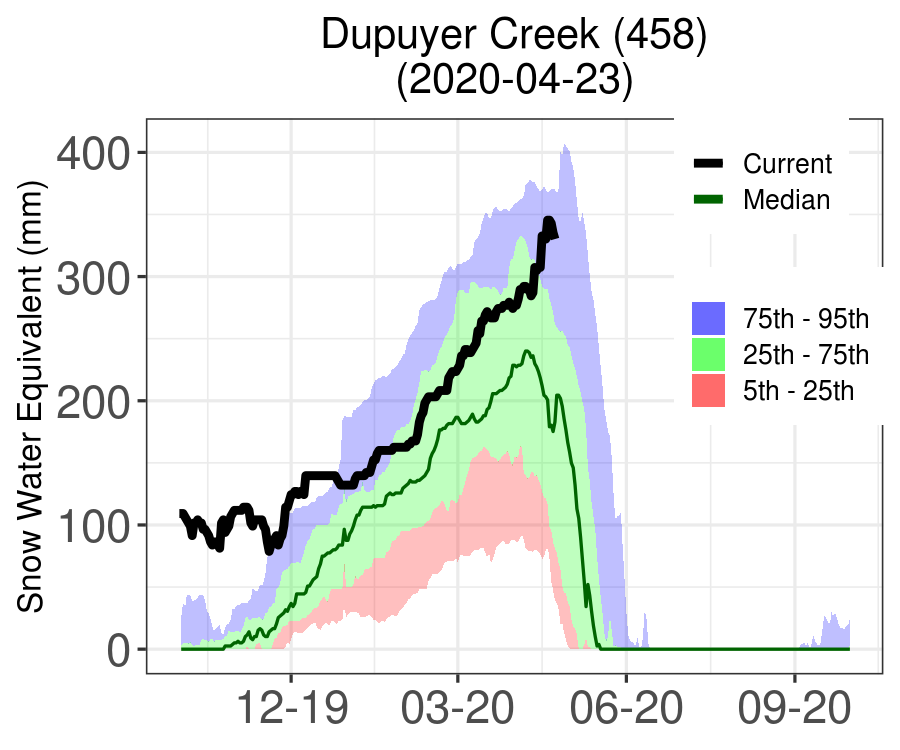 Dupuyer Creek (458)
(2020-04-23)
Snow Water Equivalent (mm)
400
300
200
100
0
12-19
03-20
06-20
09-20
Current
Median
75th - 95th
25th - 75th
5th - 25th